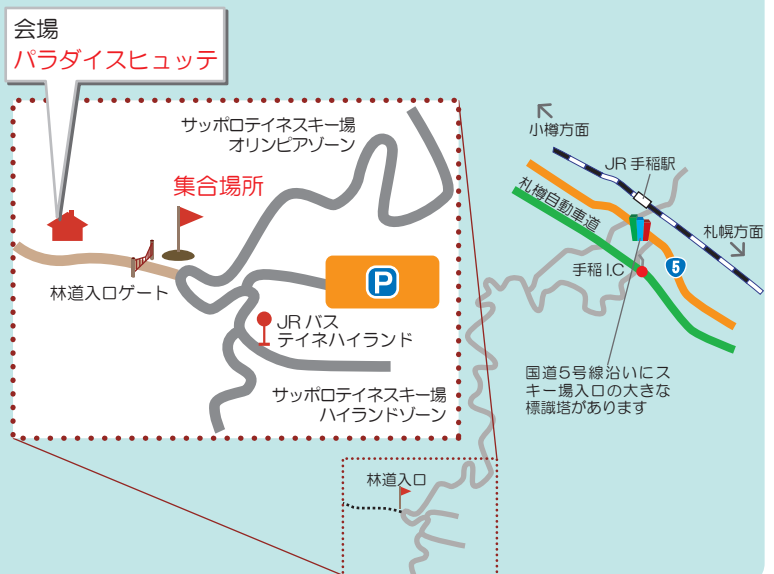 会場
パラダイスヒュッテ
サッポロテイネスキー場
オリンピアゾーン
集合場所
林道入口ゲート
P
JR バス
テイネハイランド
サッポロテイネスキー場
ハイランドゾーン
小樽方面
JR 手稲駅
札樽自動車道
札幌方面
手稲 I.C
5
国道5号線沿いにス
キー場入口の大きな
標識塔があります
林道入口